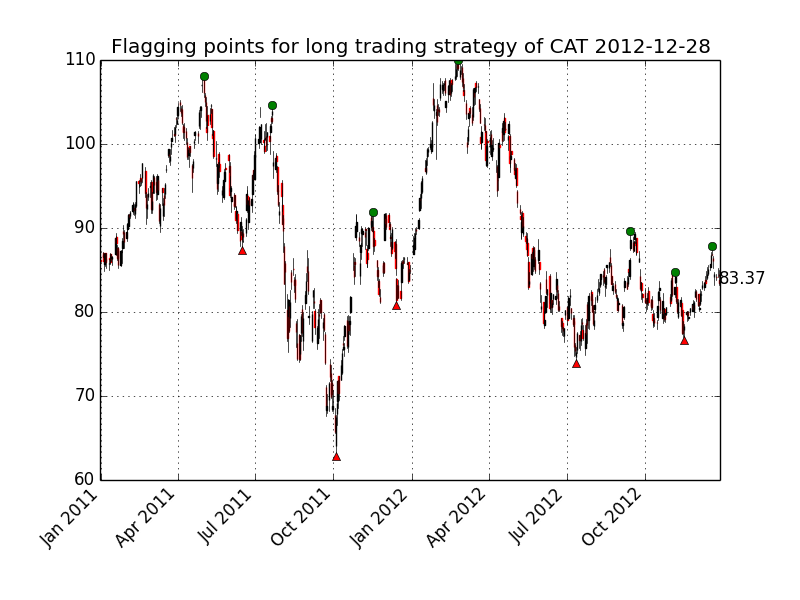 Flagging points for long trading strategy of CAT 2012-12-28
110
100
90
83.37
80
70
60
Jan 2011
Apr 2011
Jul 2011
Oct 2011
Jan 2012
Apr 2012
Jul 2012
Oct 2012